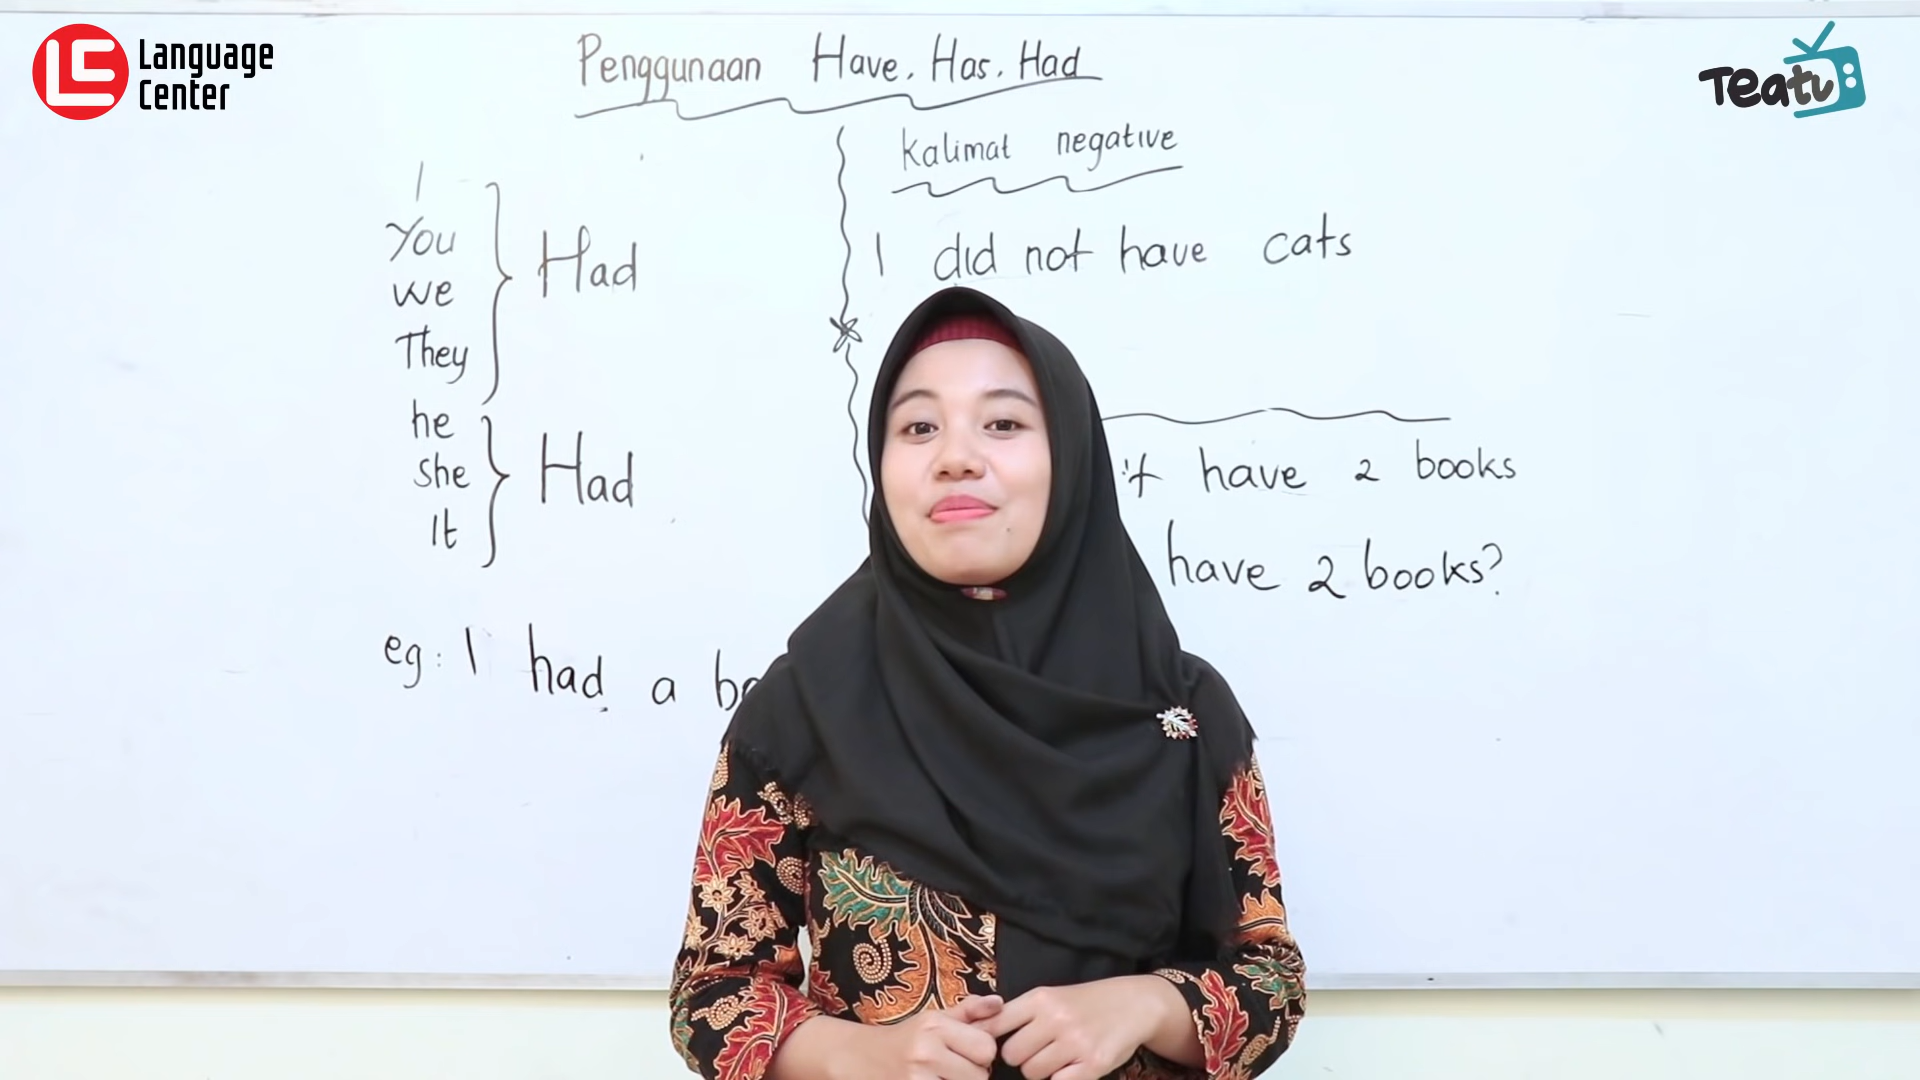 Language
Center
Teatv
Penggunaan Have, Has, Had
I
You
we
They
Had
he
she
It
Had
eg: I had a
kalimat negative
I did not have cats
have 2 books
have 2 books?